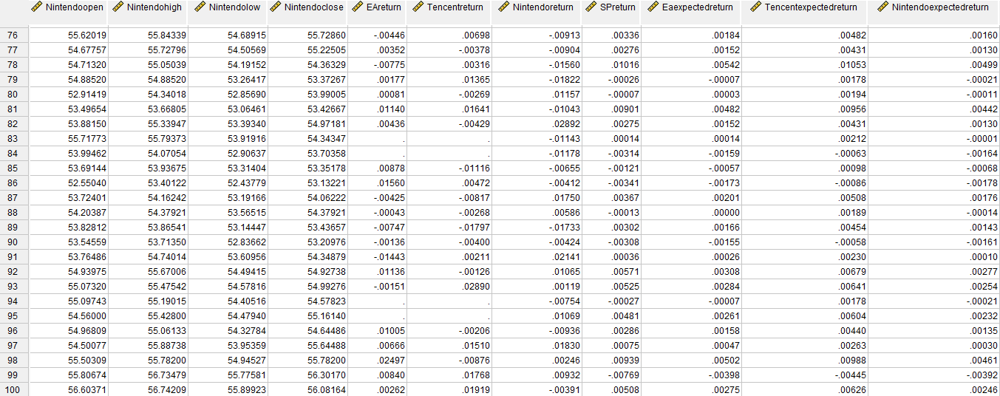 Nintendoopen Nintendohigh Nintendolow Nintendoclose EAreturn Tencentreturn Nintendoreturn SPreturn Eaexpectedreturn Tencentexpectedreturn Nintendoexpectedreturn
76 55.62019 55.84339 54.68915 55.72860 -.00446 .00698 -.00913 .00336 .00184 .00482 .00160
77 54.67757 55.72796 54.50569 55.22505 .00352 -.00378 -.00904 .00276 .00152 .00431 .00130
78 54.71320 55.05039 54.19152 54.36329 -.00775 .00316 -.01560 .01016 .00542 .01053 .00499
79 54.88520 54.88520 53.26417 53.37267 .00177 .01365 -.01822 -.00026 -.00007 .00178 -.00021
80 52.91419 54.34018 52.85690 53.99005 .00081 -.00269 .01157 -.00007 .00003 .00194 -.00011
81 53.49654 53.66805 53.06461 53.42667 .01140 .01641 -.01043 .00901 .00482 .00956 .00442
82 53.88150 55.33947 53.39340 54.97181 .00436 -.00429 .02892 .00275 .00152 .00431 .00130
83 55.71773 55.79373 53.91916 54.34347 . . -.01143 .00014 .00014 .00212 -.00001
84 53.99462 54.07054 52.90637 53.70358 . . -.01178 -.00314 -.00159 -.00063 -.00164
85 53.69144 53.93675 53.31404 53.35178 .00878 -.01116 -.00655 -.00121 -.00057 .00098 -.00068
86 52.55040 53.40122 52.43779 53.13221 .01560 .00472 -.00412 -.00341 -.00173 -.00086 -.00178
87 53.72401 54.16242 53.19166 54.06222 -.00425 -.00817 .01750 .00367 .00201 .00508 .00176
88 54.20387 54.37921 53.56515 54.37921 -.00043 -.00268 .00586 -.00013 .00000 .00189 -.00014
89 53.82812 53.86541 53.14447 53.43657 -.00747 -.01797 -.01733 .00302 .00166 .00454 .00143
90 53.54559 53.71350 52.83662 53.20976 -.00136 -.00400 -.00424 -.00308 -.00155 -.00058 -.00161
91 53.76486 54.74014 53.60956 54.34879 -.01443 .00211 .02141 .00036 .00026 .00230 .00010
92 54.93975 55.67006 54.49415 54.92738 .01136 -.00126 .01065 .00571 .00308 .00679 .00277
93 55.07320 55.47542 54.57816 54.99276 -.00151 .02890 .00119 .00525 .00284 .00641 .00254
94 55.09743 55.19015 54.40516 54.57823 . . -.00754 -.00027 -.00007 .00178 -.00021
95 54.56000 55.42800 54.47940 55.16140 . . .01069 .00481 .00261 .00604 .00232
96 54.96809 55.06133 54.32784 54.64486 .01005 -.00206 -.00936 .00286 .00158 .00440 .00135
97 54.50077 55.88738 53.95359 55.64488 .00666 .01510 .01830 .00075 .00047 .00263 .00030
98 55.50309 55.78200 54.94527 55.78200 .02497 -.00876 .00246 .00939 .00502 .00988 .00461
99 55.80674 56.73479 55.77581 56.30170 .00840 .01768 .00932 -.00769 -.00398 -.00445 -.00392
100 56.60371 56.74209 55.89923 56.08164 .00262 .01919 -.00391 .00508 .00275 .00626 .00246